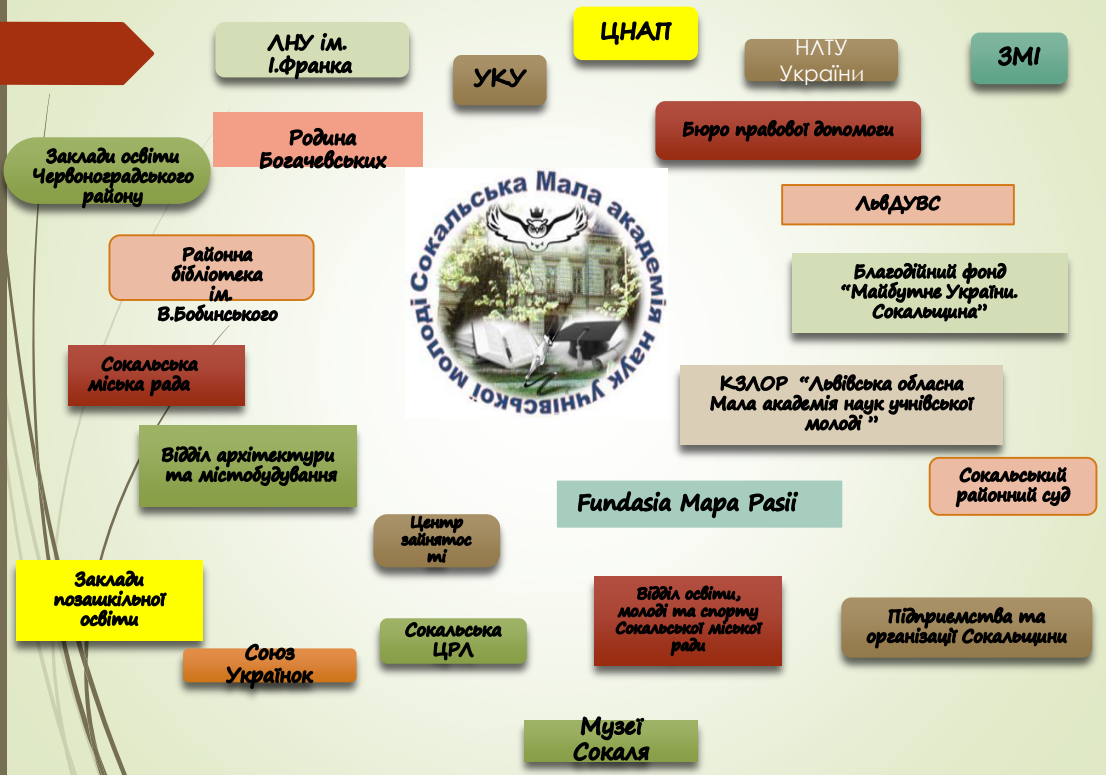 ЛНУ ім.
І.Франка
УКУ
ЦНАП
НЛТУ
України
ЗМІ
Родина
Богачевських
Бюро правової допомоги
Заклади освіти
Червоноградського
району
ЛьвДУВС
Сокальська Мала академія наук учнівської молоді
Районна
бібліотека
ім.
В.Бобинського
Благодійний фонд
“Майбутнє України.
Сокальщина”
Сокальська
міська рада
КЗЛОР “Львівська обласна
Мала академія наук учнівської
молоді ”
Відділ архітектури
та містобудування
Сокальський
районний суд
Fundasia Mapa Pasii
Центр
зайнятос
ті
Заклади
позашкільної
освіти
Відділ освіти,
молоді та спорту
Сокальської міської
ради
Підприємства та
організації Сокальщини
Сокальська
ЦРЛ
Союз
Українок
Музеї
Сокаля